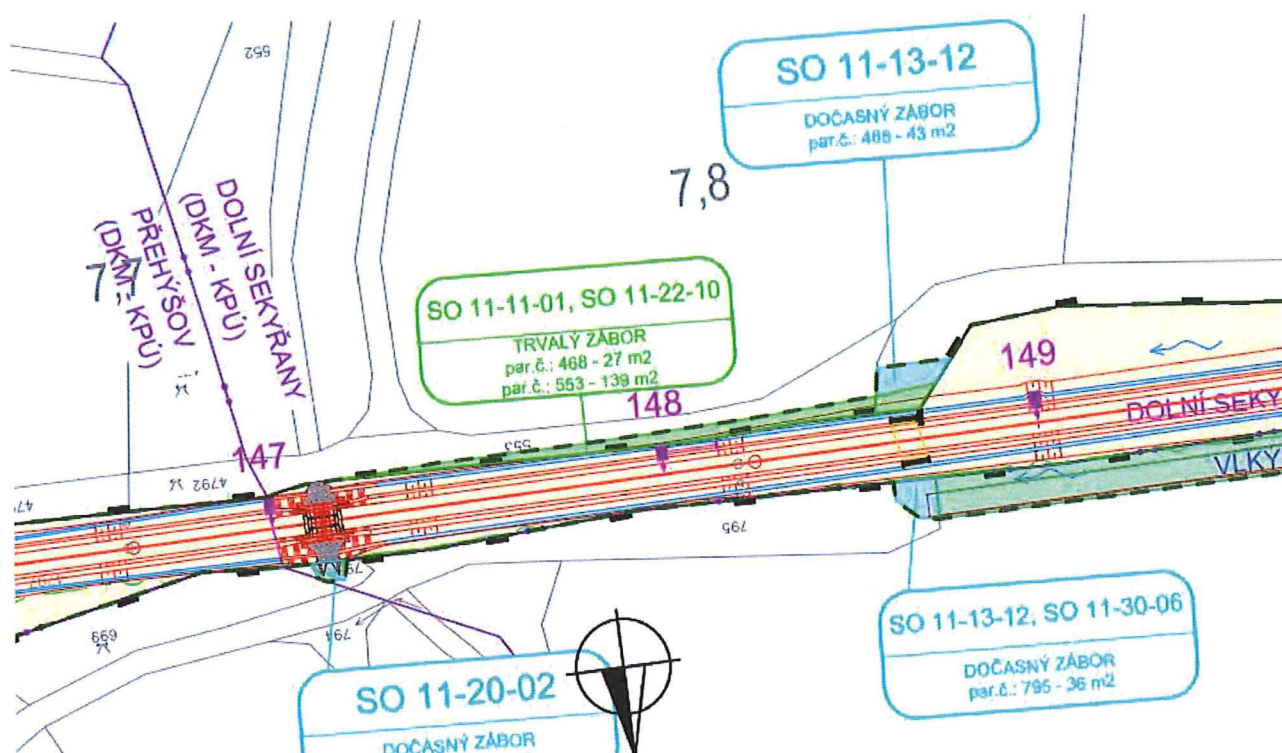 552
SO 11-13-12
DOČASNÝ ZÁBOR
par.č.: 468 - 43 m2
7,8
DOLNÍ SEKYŘANY
(DKM - KPÚ)
PŘEHÝŠOV
(DKM - KPÚ)
7,7
SO 11-11-01, SO 11-22-10
TRVALÝ ZÁBOR
par.č.: 468 - 27 m2
par.č.: 553 - 139 m2
147
148
149
553
4792
DOLNÍ SEKY
VLKY
795
699
794
SO 11-13-12, SO 11-30-06
DOČASNÝ ZÁBOR
par.č.: 795 - 36 m2
SO 11-20-02
DOČASNÝ ZÁBOR